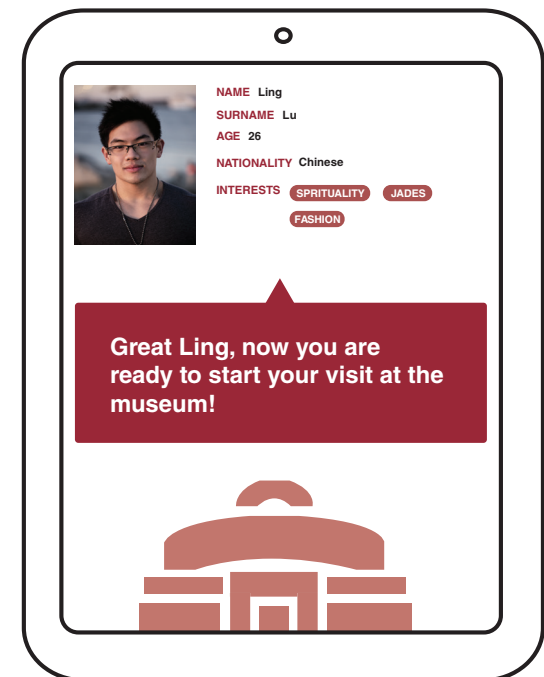 NAME Ling
SURNAME Lu
AGE 26
NATIONALITY Chinese
INTERESTS SPRITUALITY JADES
FASHION
Great Ling, now you are
ready to start your visit at the
museum!